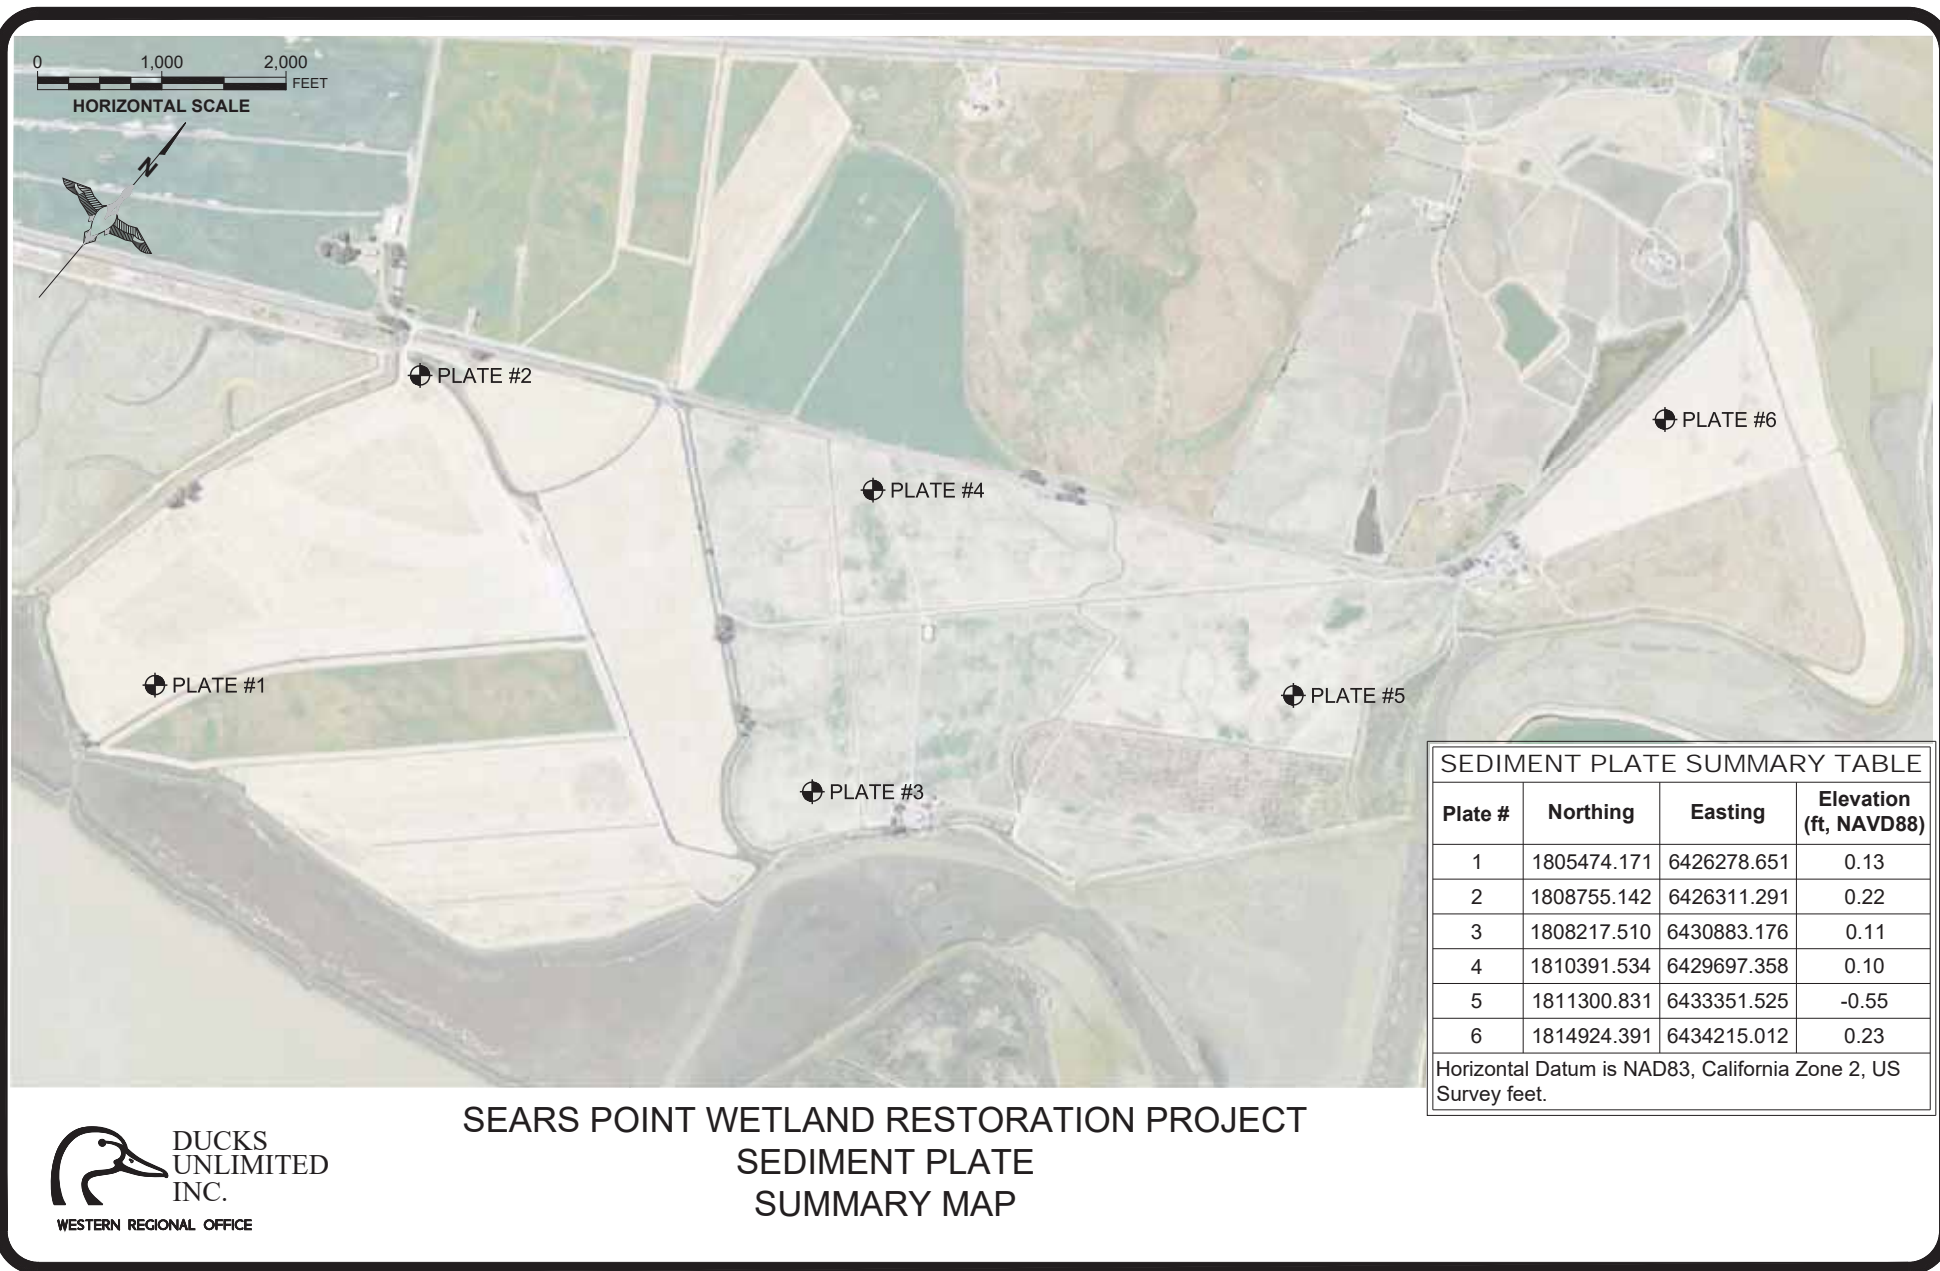 0 1,000 2,000
FEET
HORIZONTAL SCALE
N
PLATE #2
PLATE #6
PLATE #4
PLATE #1
PLATE #5
PLATE #3
SEDIMENT PLATE SUMMARY TABLE
Plate # Northing Easting Elevation (ft, NAVD88)
1 1805474.171 6426278.651 0.13
2 1808755.142 6426311.291 0.22
3 1808217.510 6430883.176 0.11
4 1810391.534 6429697.358 0.10
5 1811300.831 6433351.525 -0.55
6 1814924.391 6434215.012 0.23
Horizontal Datum is NAD83, California Zone 2, US
Survey feet.
SEARS POINT WETLAND RESTORATION PROJECT
SEDIMENT PLATE
SUMMARY MAP
DUCKS
UNLIMITED
INC.
WESTERN REGIONAL OFFICE